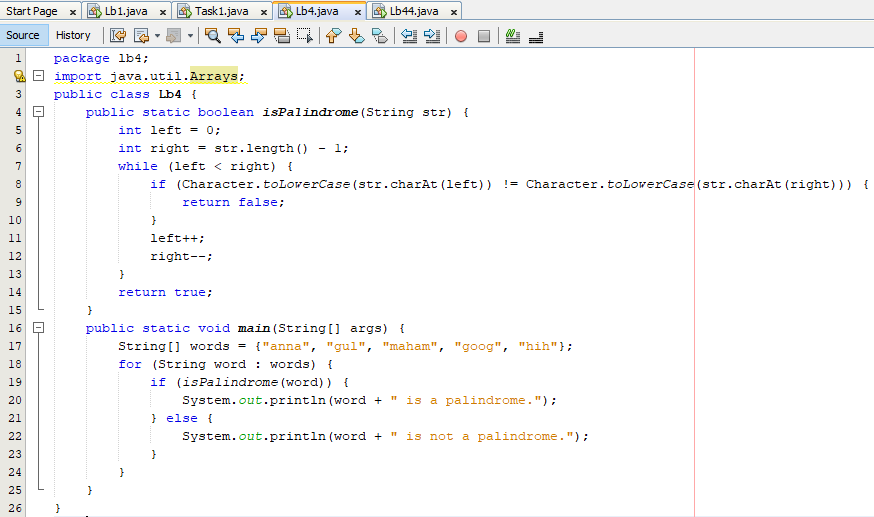 Start Page Lb1.java Task1.java Lb4.java Lb44.java
Source History
1 package lb4;
import java.util.Arrays;
3 public class Lb4 {
4 public static boolean isPalindrome(String str) {
5 int left = 0;
6 int right = str.length() - 1;
7 while (left < right) {
8 if (Character.toLowerCase(str.charAt(left)) != Character.toLowerCase(str.charAt(right))) {
9 return false;
10 }
11 left++;
12 right--;
13 }
14 return true;
15 }
16 public static void main(String[] args) {
17 String[] words = {"anna", "gul", "maham", "goog", "hih"};
18 for (String word : words) {
19 if (isPalindrome(word)) {
20 System.out.println(word + " is a palindrome.");
21 } else {
22 System.out.println(word + " is not a palindrome.");
23 }
24 }
25 }
26 }